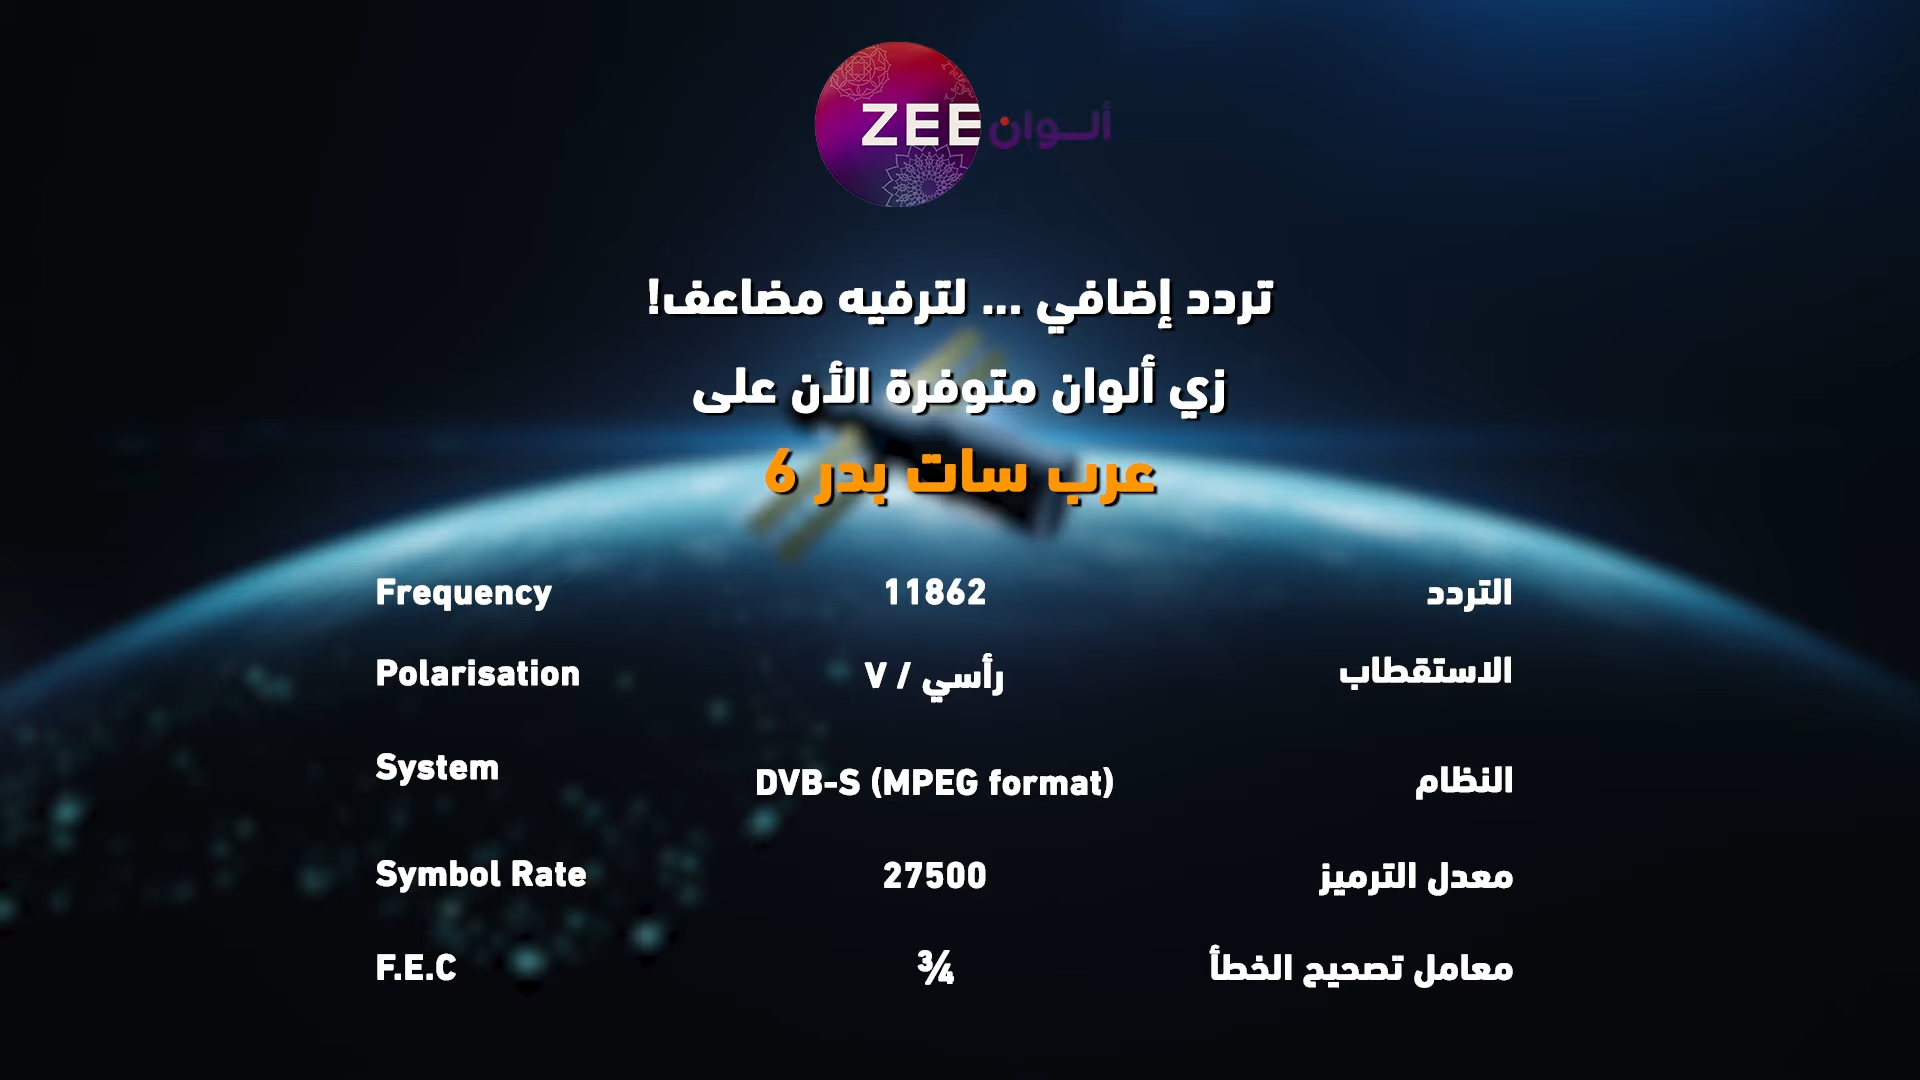 ZEE ألوان
تردد إضافي ... لترفيه مضاعف!
زي ألوان متوفرة الأن على
عرب سات بدر 6
Frequency 11862 التردد
Polarisation رأسي / V الاستقطاب
System DVB-S (MPEG format) النظام
Symbol Rate 27500 معدل الترميز
F.E.C ¾ معامل تصحيح الخطأ